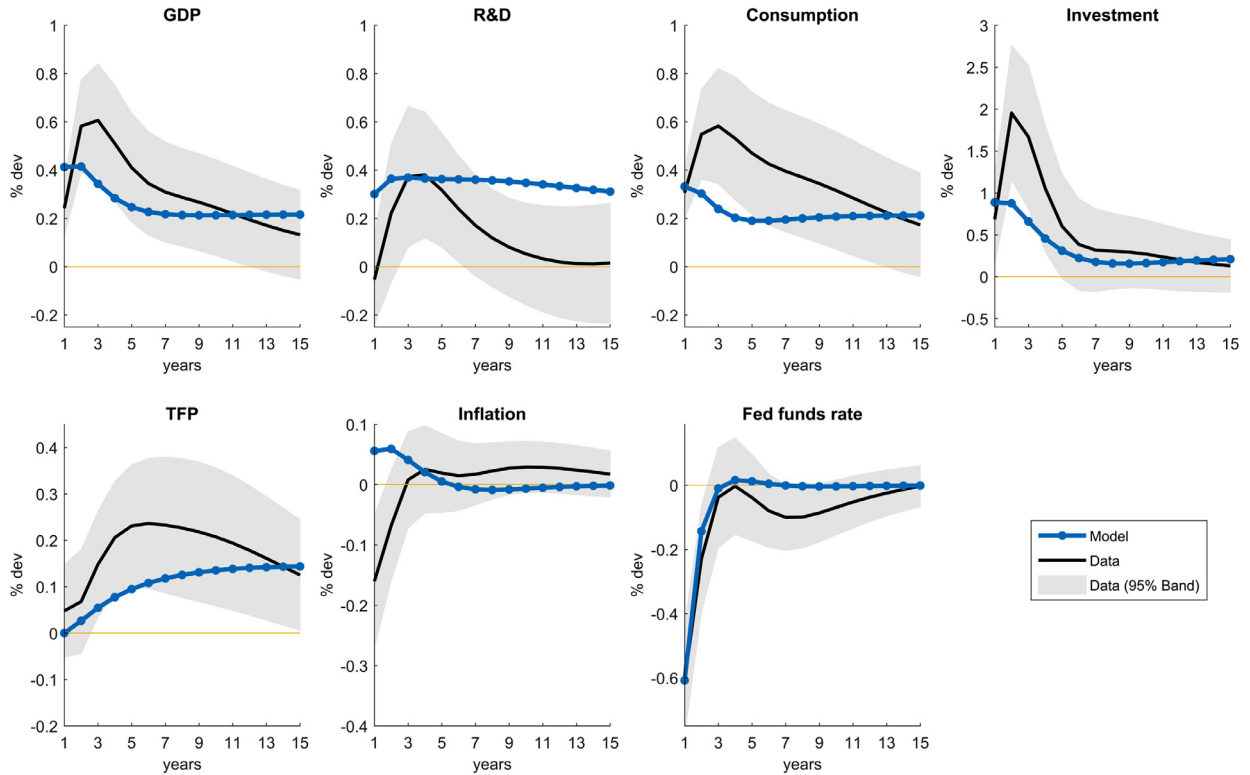 GDP
R&D
Consumption
Investment
1
0.8
0.6
0.4
0.2
0
-0.2
% dev
1 3 5 7 9 11 13 15
years
1
0.8
0.6
0.4
0.2
0
-0.2
% dev
1 3 5 7 9 11 13 15
years
1
0.8
0.6
0.4
0.2
0
-0.2
% dev
1 3 5 7 9 11 13 15
years
3
2.5
2
1.5
1
0.5
0
-0.5
% dev
1 3 5 7 9 11 13 15
years
TFP
Inflation
Fed funds rate
0.4
0.3
0.2
0.1
0
-0.1
-0.2
% dev
1 3 5 7 9 11 13 15
years
0.1
0
-0.1
-0.2
-0.3
-0.4
% dev
1 3 5 7 9 11 13 15
years
0
-0.2
-0.4
-0.6
% dev
1 3 5 7 9 11 13 15
years
Model
Data
Data (95% Band)